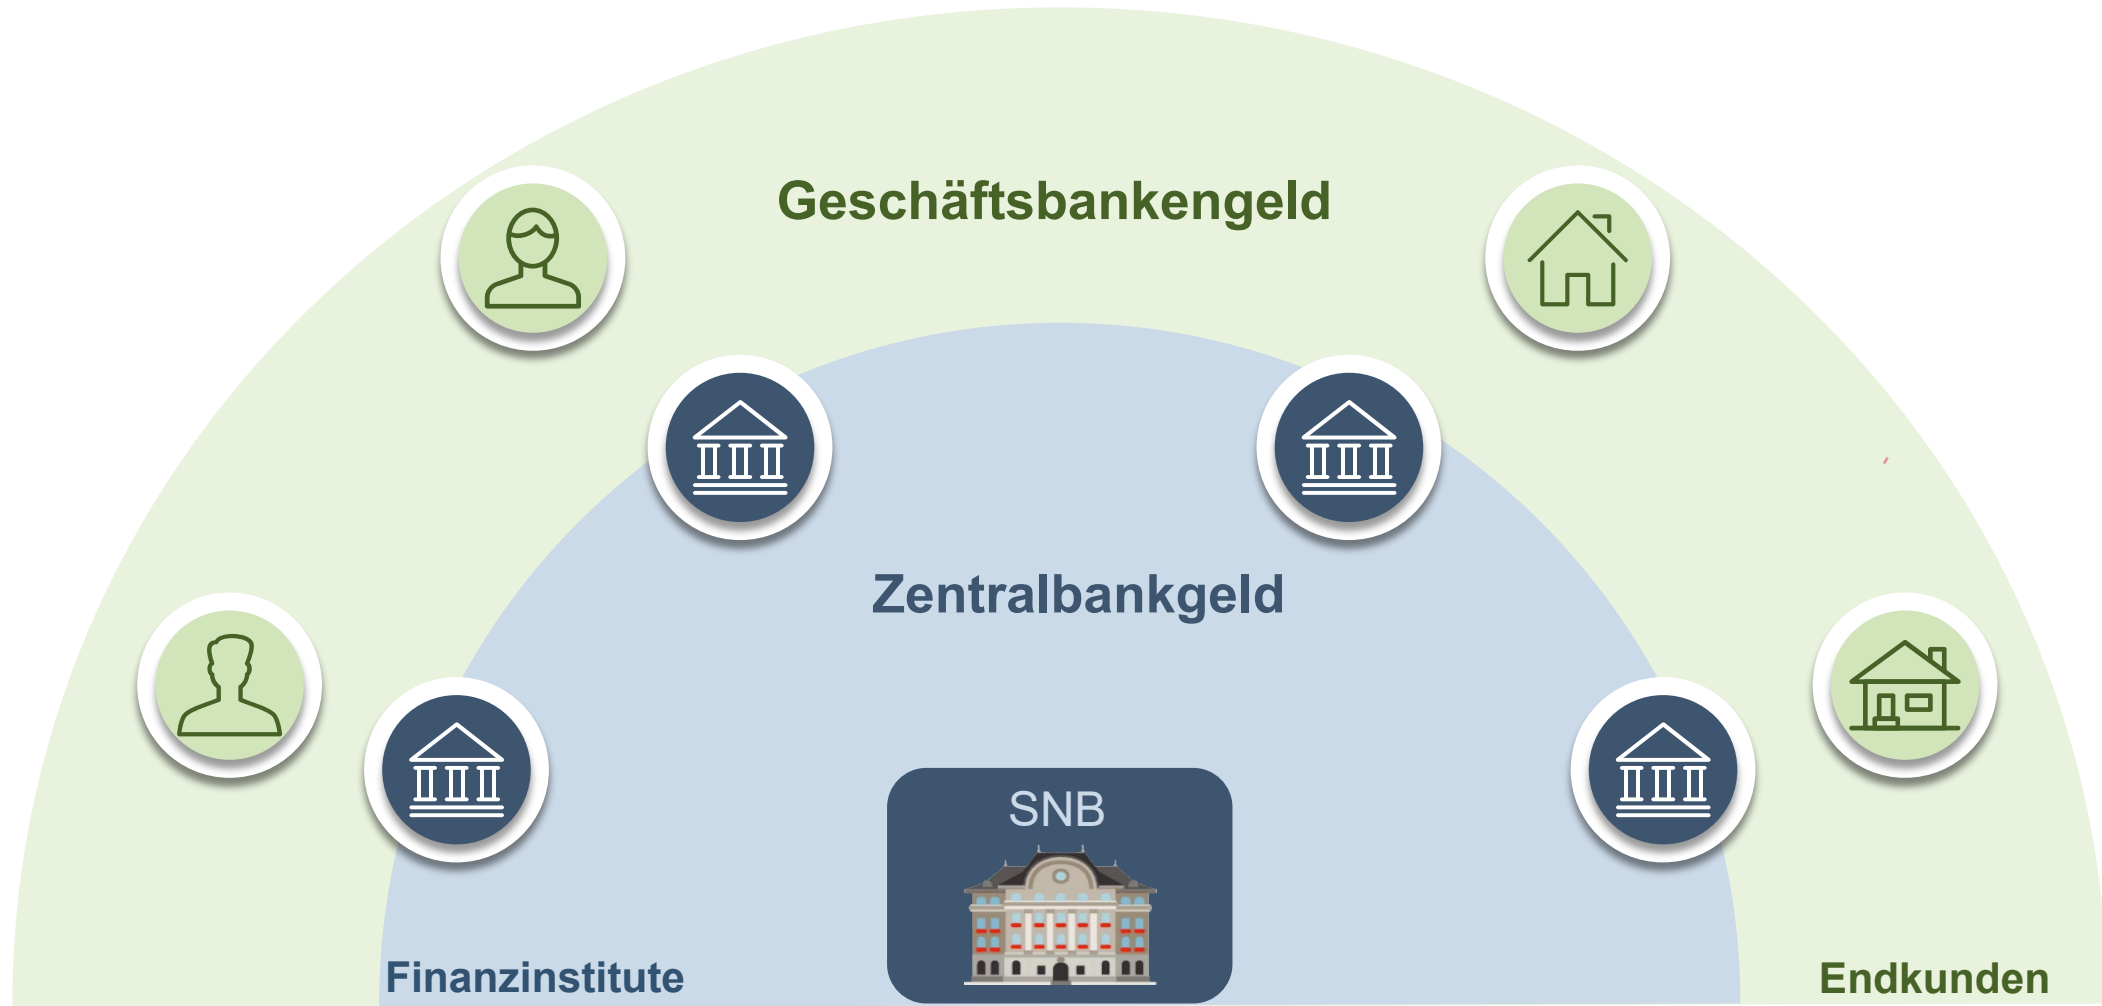 Geschäftsbankengeld
Zentralbankgeld
SNB
Finanzinstitute
Endkunden